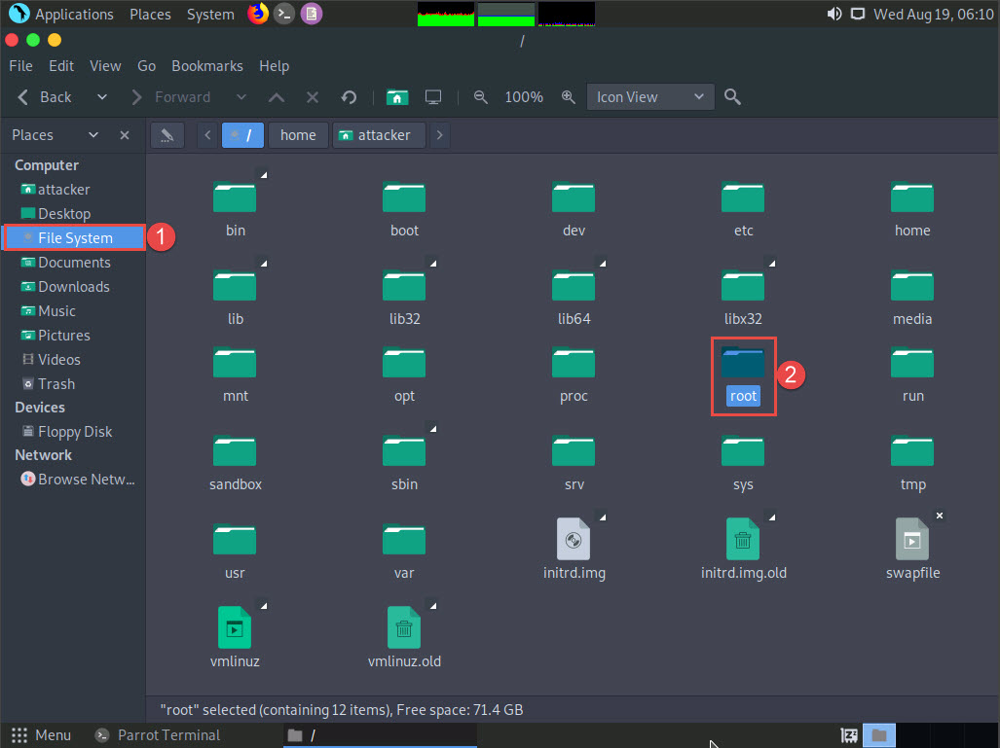 Applications Places System Wed Aug 19, 06:10
/
File Edit View Go Bookmarks Help
Back Forward 100% Icon View
Places / home attacker
Computer
attacker
Desktop
File System 1
Documents
Downloads
Music
Pictures
Videos
Trash
Devices
Floppy Disk
Network
Browse Netw...
bin boot dev etc home
lib lib32 lib64 libx32 media
mnt opt proc root run
2
sandbox sbin srv sys tmp
usr var initrd.img initrd.img.old swapfile
vmlinuz vmlinuz.old
"root" selected (containing 12 items), Free space: 71.4 GB
Menu Parrot Terminal /